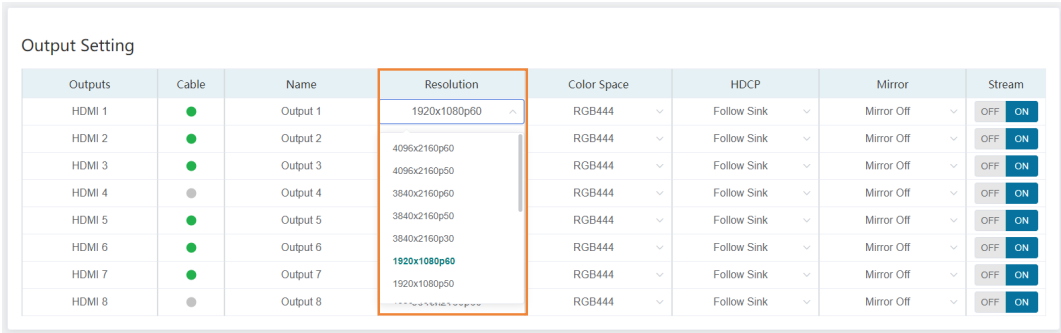 Output Setting
Outputs Cable Name Resolution Color Space HDCP Mirror Stream
HDMI 1 Output 1 1920x1080p60 RGB444 Follow Sink Mirror Off OFF ON
HDMI 2 Output 2 RGB444 Follow Sink Mirror Off OFF ON
4096x2160p60
HDMI 3 Output 3 RGB444 Follow Sink Mirror Off OFF ON
4096x2160p50
HDMI 4 Output 4 3840x2160p60 RGB444 Follow Sink Mirror Off OFF ON
HDMI 5 Output 5 3840x2160p50 RGB444 Follow Sink Mirror Off OFF ON
3840x2160p30
HDMI 6 Output 6 RGB444 Follow Sink Mirror Off OFF ON
1920x1080p60
HDMI 7 Output 7 RGB444 Follow Sink Mirror Off OFF ON
1920x1080p50
HDMI 8 Output 8 RGB444 Follow Sink Mirror Off OFF ON